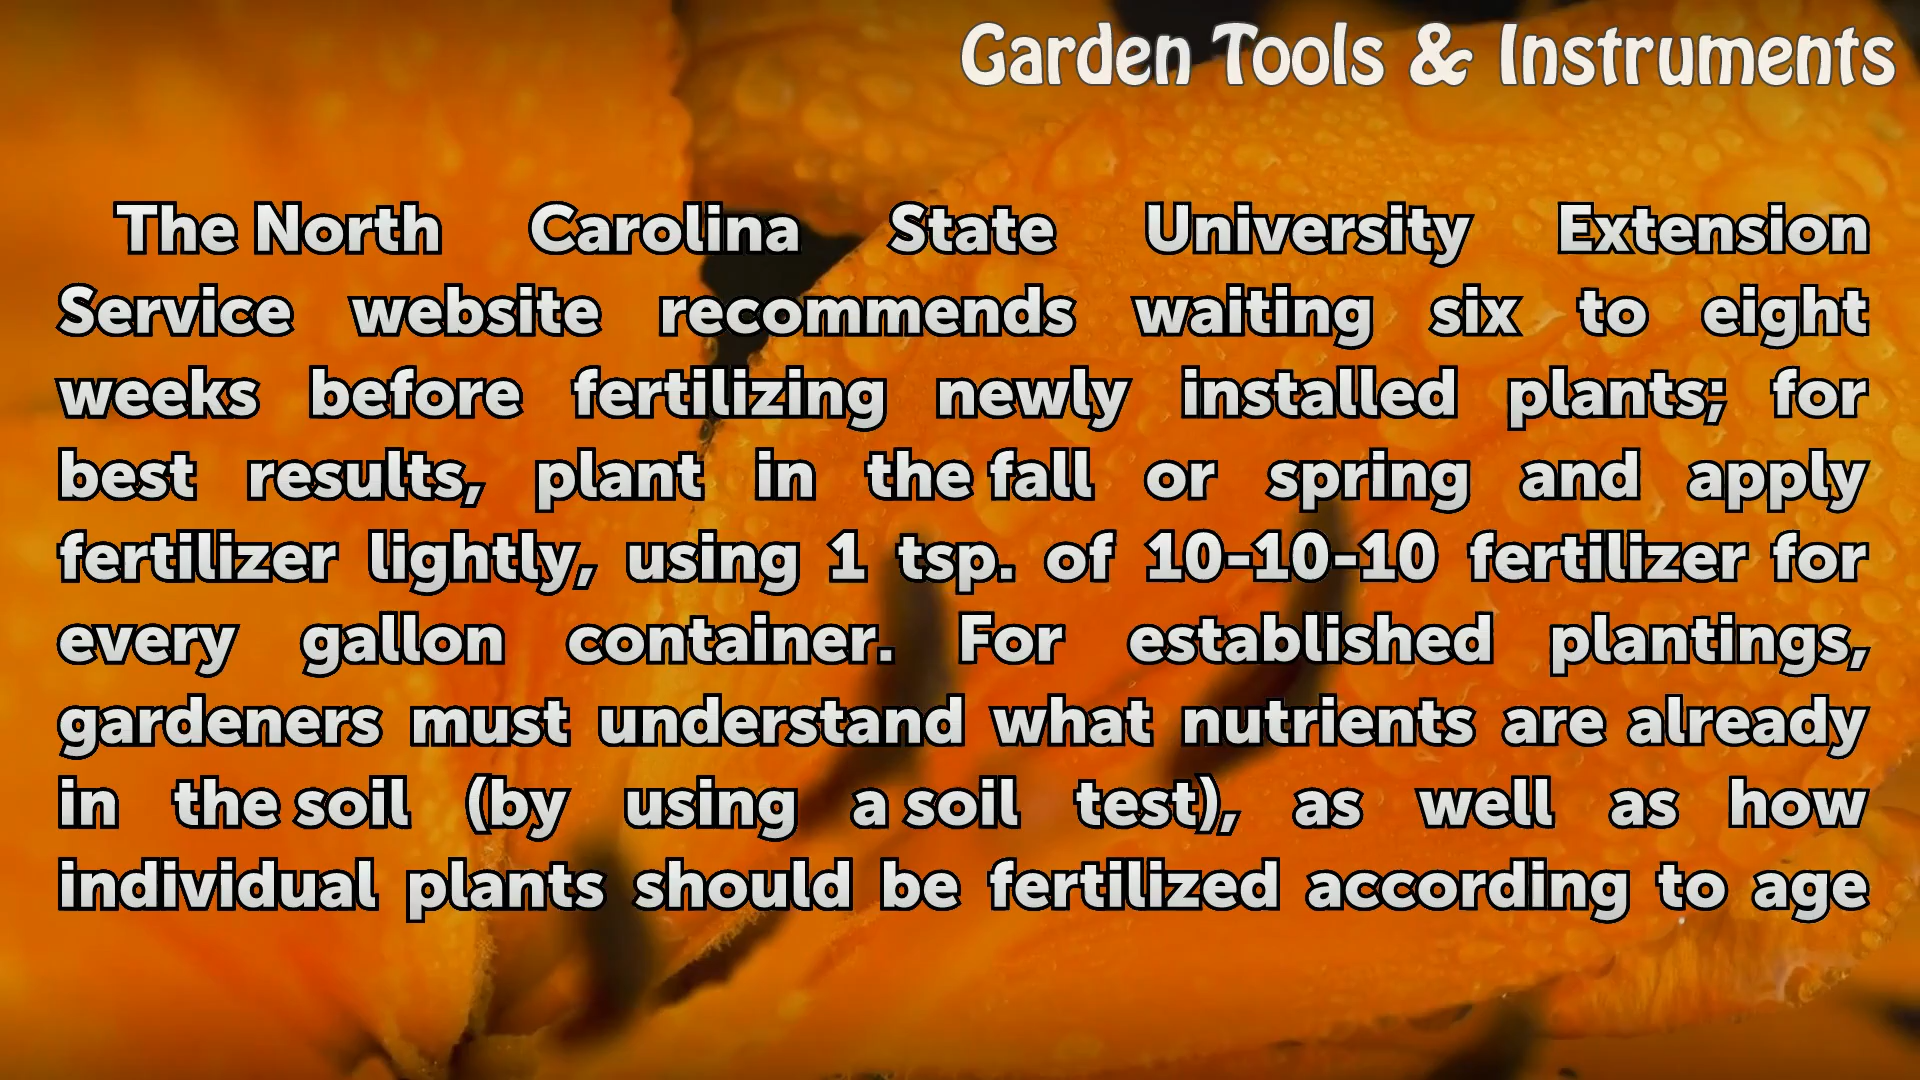 Garden Tools & Instruments
The North Carolina State University Extension
Service website recommends waiting six to eight
weeks before fertilizing newly installed plants; for
best results, plant in the fall or spring and apply
fertilizer lightly, using 1 tsp. of 10-10-10 fertilizer for
every gallon container. For established plantings,
gardeners must understand what nutrients are already
in the soil (by using a soil test), as well as how
individual plants should be fertilized according to age